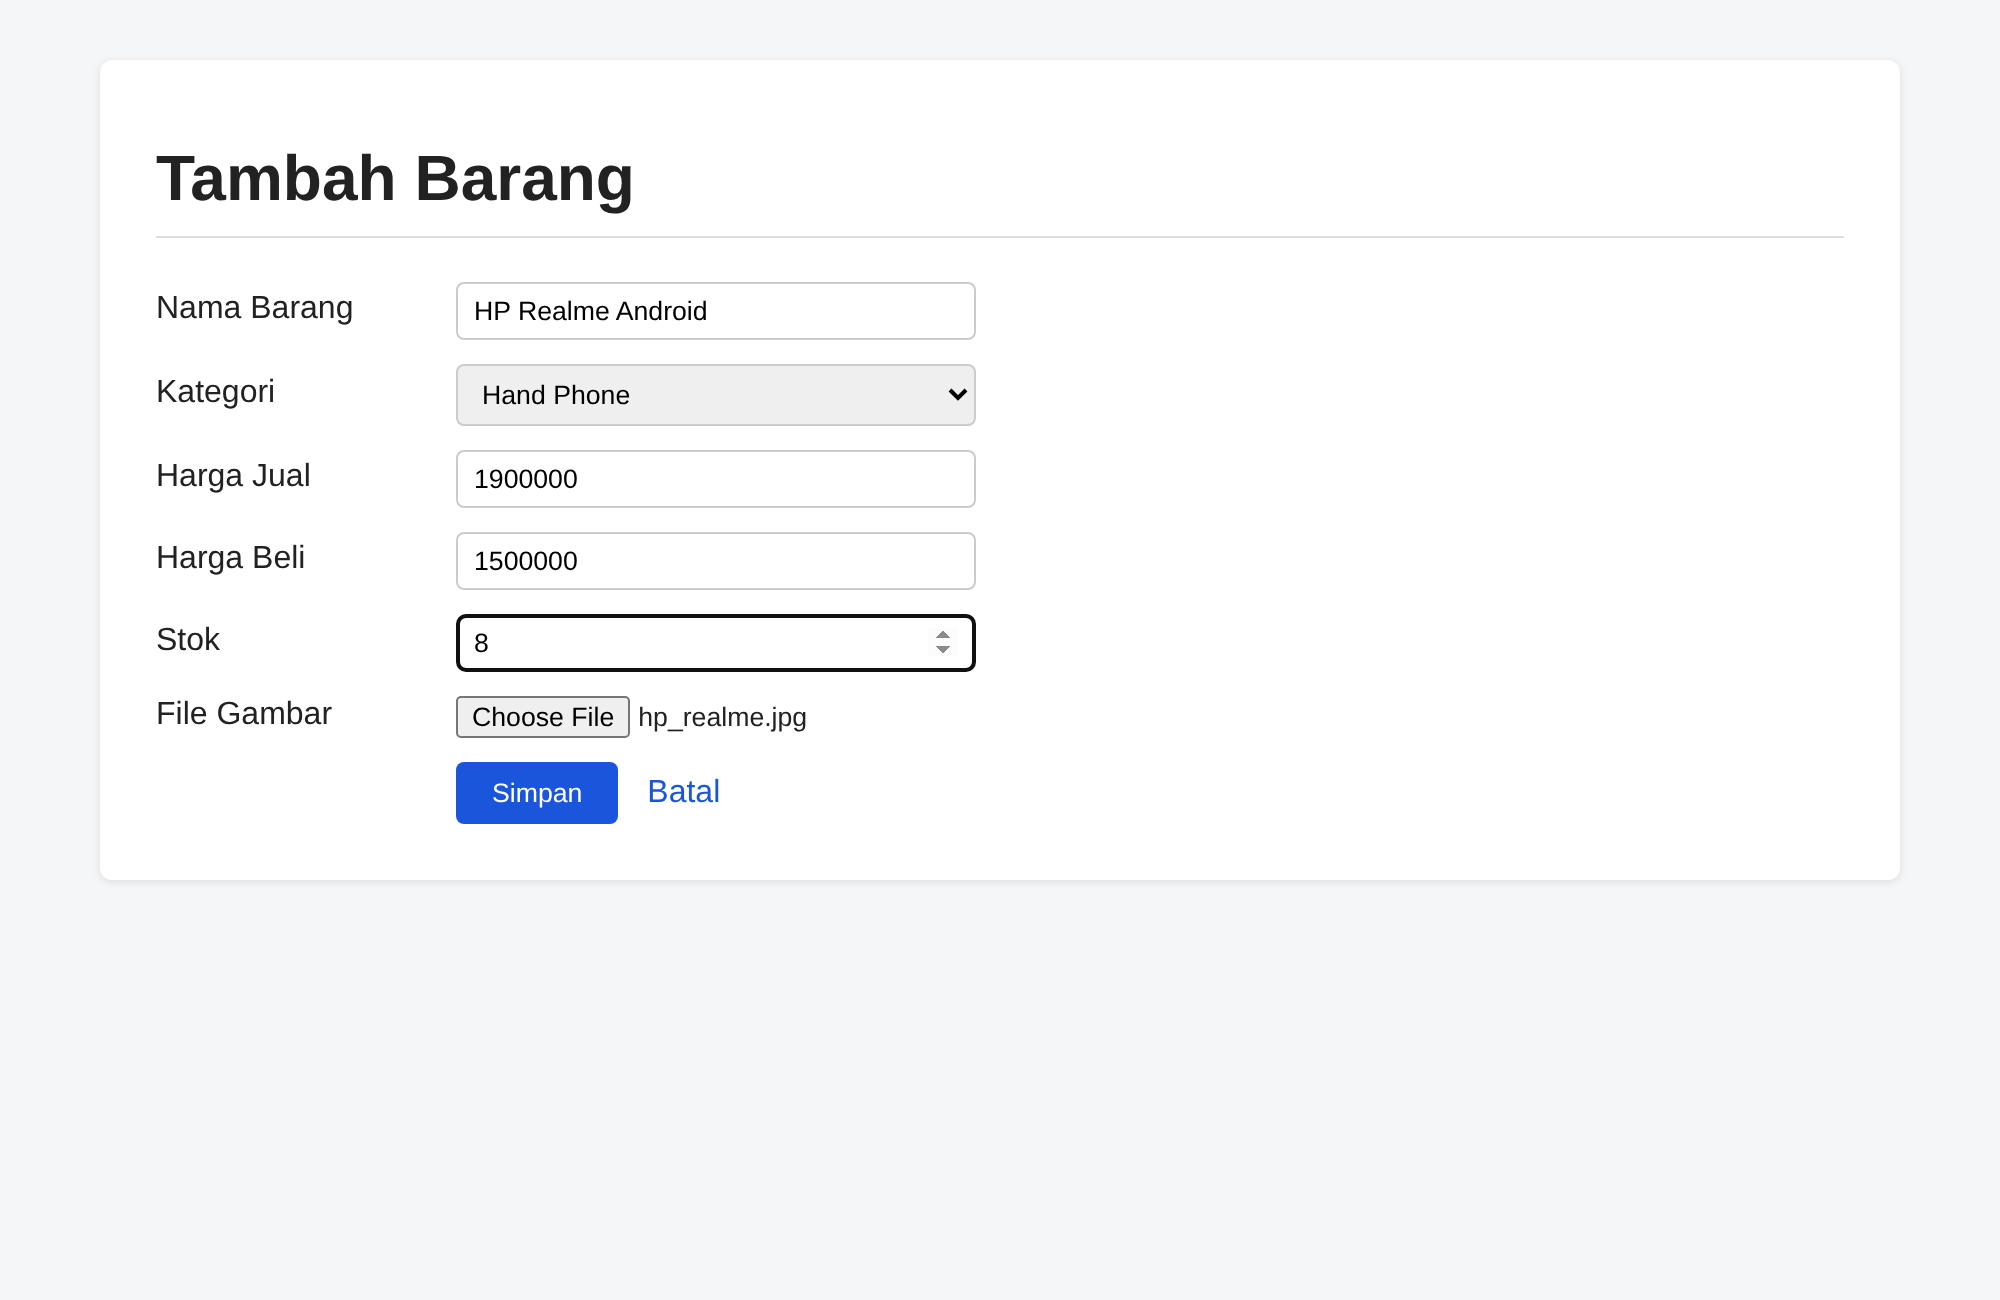 Tambah Barang
Nama Barang HP Realme Android
Kategori Hand Phone
Harga Jual 1900000
Harga Beli 1500000
Stok 8
File Gambar Choose File hp_realme.jpg
Simpan Batal